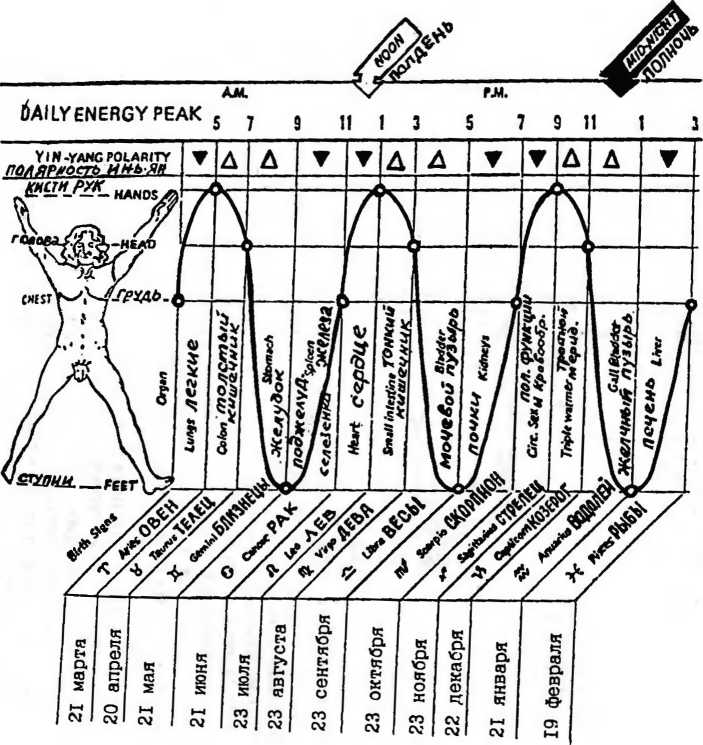 NOON
ПОЛДЕНЬ
MID-NIGHT
ПОЛНОЧЬ
A.M.
P.M.
DAILY ENERGY PEAK
5 7 9 11 1 3 5 7 9 11 1 3
YIN-YANG POLARITY
ПОЛЯРНОСТЬ ИНЬ-ЯН
КИСТИ РУК HANDS
ГОЛОВА HEAD
CHEST ГРУДЬ
СТУПНИ FEET
Organ
Lungs ЛЕГКИЕ
Colon ТОЛСТЫЙ
КИШЕЧНИК
Stomach
ЖЕЛУДОК
ПОДЖЕЛУД. ЖЕЛЕЗА
Spleen
СЕЛЕЗЕНКА
Heart СЕРДЦЕ
Small Intestine ТОНКИЙ
КИШЕЧНИК
Bladder
МОЧЕВОЙ ПУЗЫРЬ
ПОЧКИ Kidneys
ПОЛ. ФУНКЦИИ
Circ. Sex И КРОВООБР.
Triple warmer МЕРИД.
Gall Bladder
ЖЕЛЧНЫЙ ПУЗЫРЬ
ПЕЧЕНЬ Liver
Birth Signs
♈ Aries ОВЕН
♉ Taurus ТЕЛЕЦ
♊ Gemini БЛИЗНЕЦЫ
Cancer РАК
♌ Leo ЛЕВ
♍ Virgo ДЕВА
♎ Libra ВЕСЫ
♏ Scorpio СКОРПИОН
♐ Sagittarius СТРЕЛЕЦ
♑ Capricorn КОЗЕРОГ
♒ Aquarius ВОДОЛЕЙ
♓ Pisces РЫБЫ
21 марта
20 апреля
21 мая
21 июня
23 июля
23 августа
23 сентября
23 октября
23 ноября
22 декабря
21 января
19 февраля